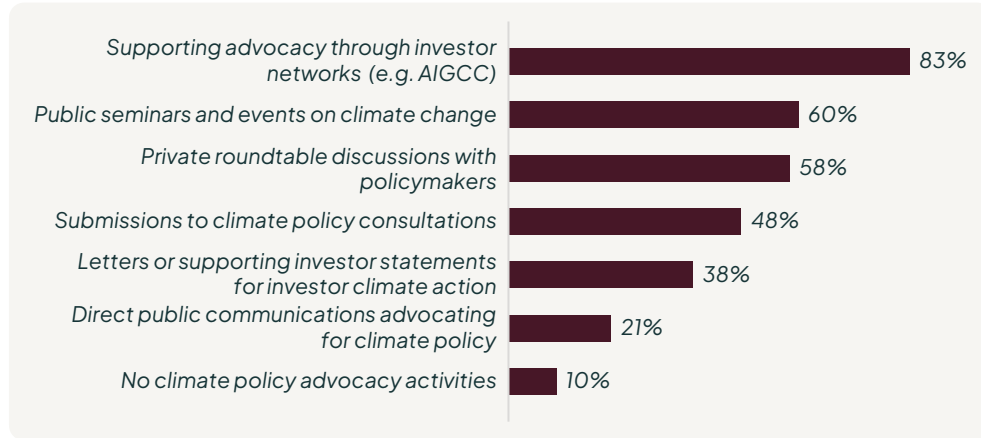 Supporting advocacy through investor
networks (e.g. AIGCC)
83%
Public seminars and events on climate change
60%
Private roundtable discussions with
policymakers
58%
Submissions to climate policy consultations
48%
Letters or supporting investor statements
for investor climate action
38%
Direct public communications advocating
for climate policy
21%
No climate policy advocacy activities
10%